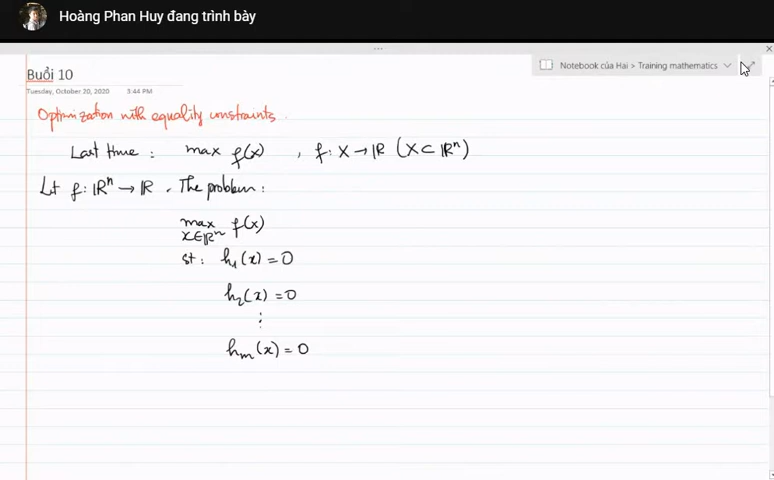 Hoàng Phan Huy đang trình bày
Notebook của Hai > Training mathematics
Buổi 10
Tuesday, October 20, 2020 3:44 PM
Optimization with equality constraints.
Last time : max f(x) , f: X → ℝ (X ⊂ ℝⁿ)
Let f: ℝⁿ → ℝ. The problem:
max f(x)
x∈ℝⁿ
st: h₁(x) = 0
h₂(x) = 0
⋮
hₘ(x) = 0